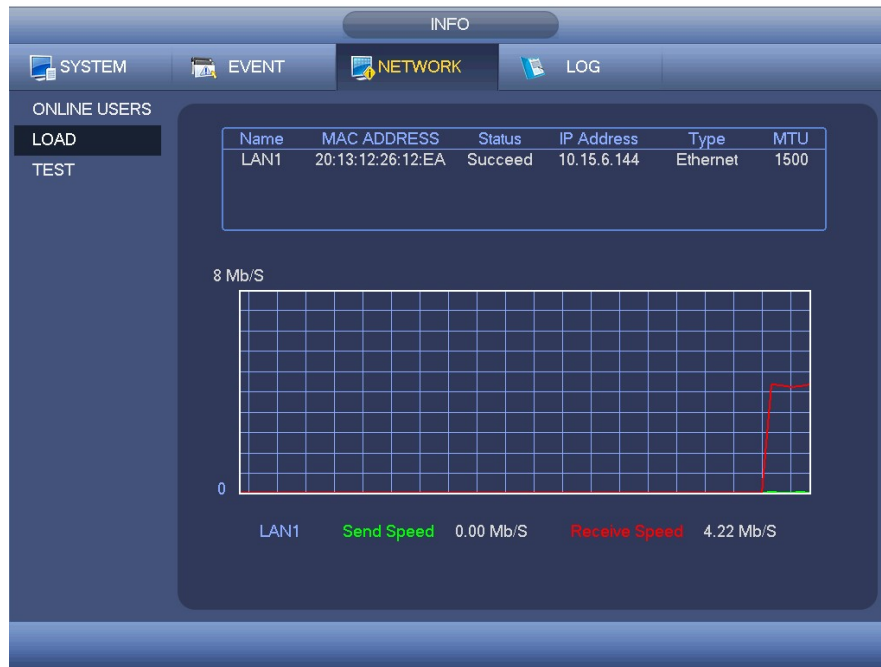 INFO
SYSTEM EVENT NETWORK LOG
ONLINE USERS
LOAD
TEST
Name MAC ADDRESS Status IP Address Type MTU
LAN1 20:13:12:26:12:EA Succeed 10.15.6.144 Ethernet 1500
8 Mb/S
0
LAN1 Send Speed 0.00 Mb/S Receive Speed 4.22 Mb/S